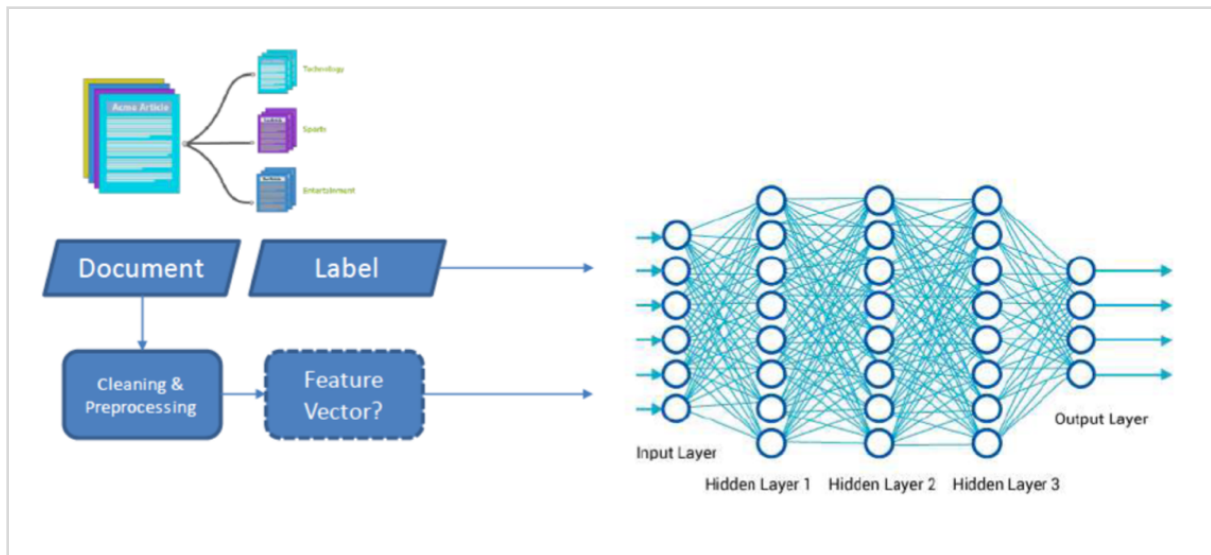 Acme Article
Technology
Sports
Entertainment
Document
Label
Cleaning &
Preprocessing
Feature
Vector?
Input Layer
Hidden Layer 1
Hidden Layer 2
Hidden Layer 3
Output Layer